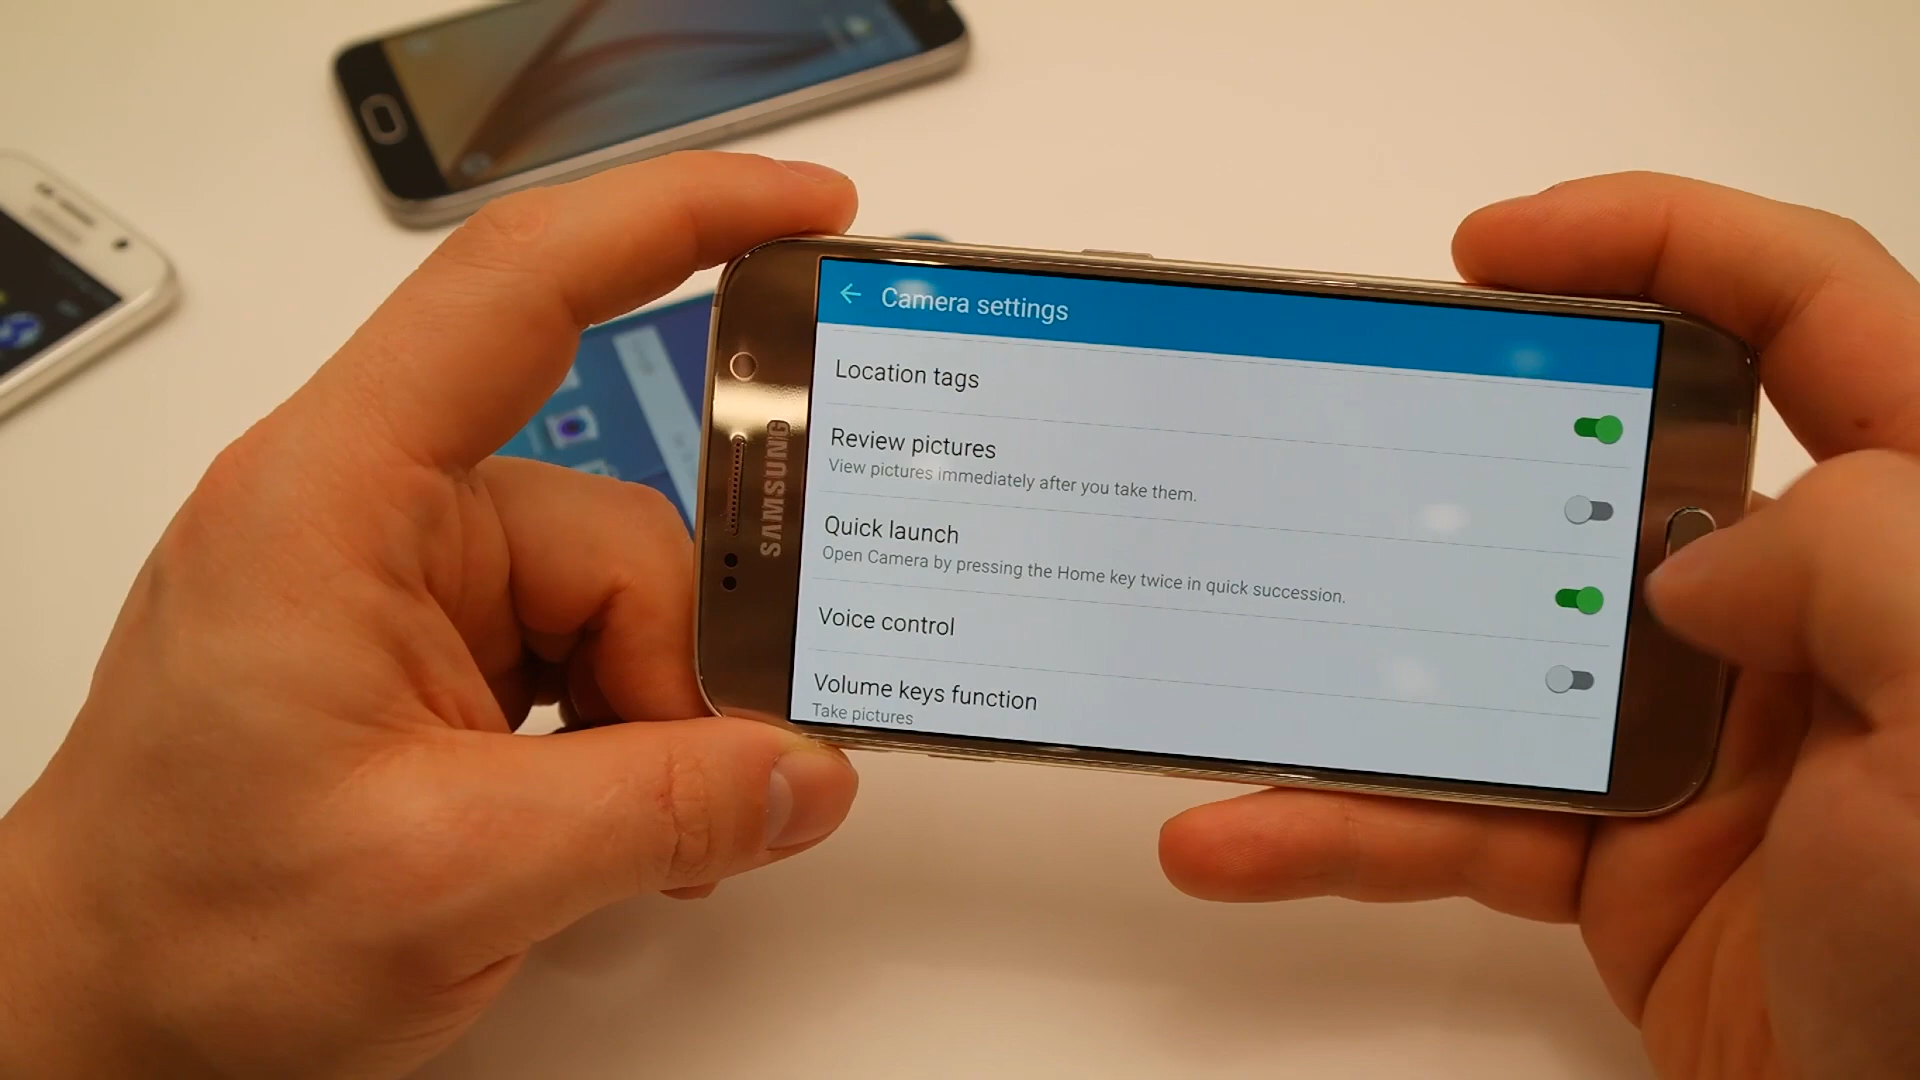 Camera settings
Location tags
Review pictures
View pictures immediately after you take them.
Quick launch
Open Camera by pressing the Home key twice in quick succession.
Voice control
Volume keys function
Take pictures
SAMSUNG